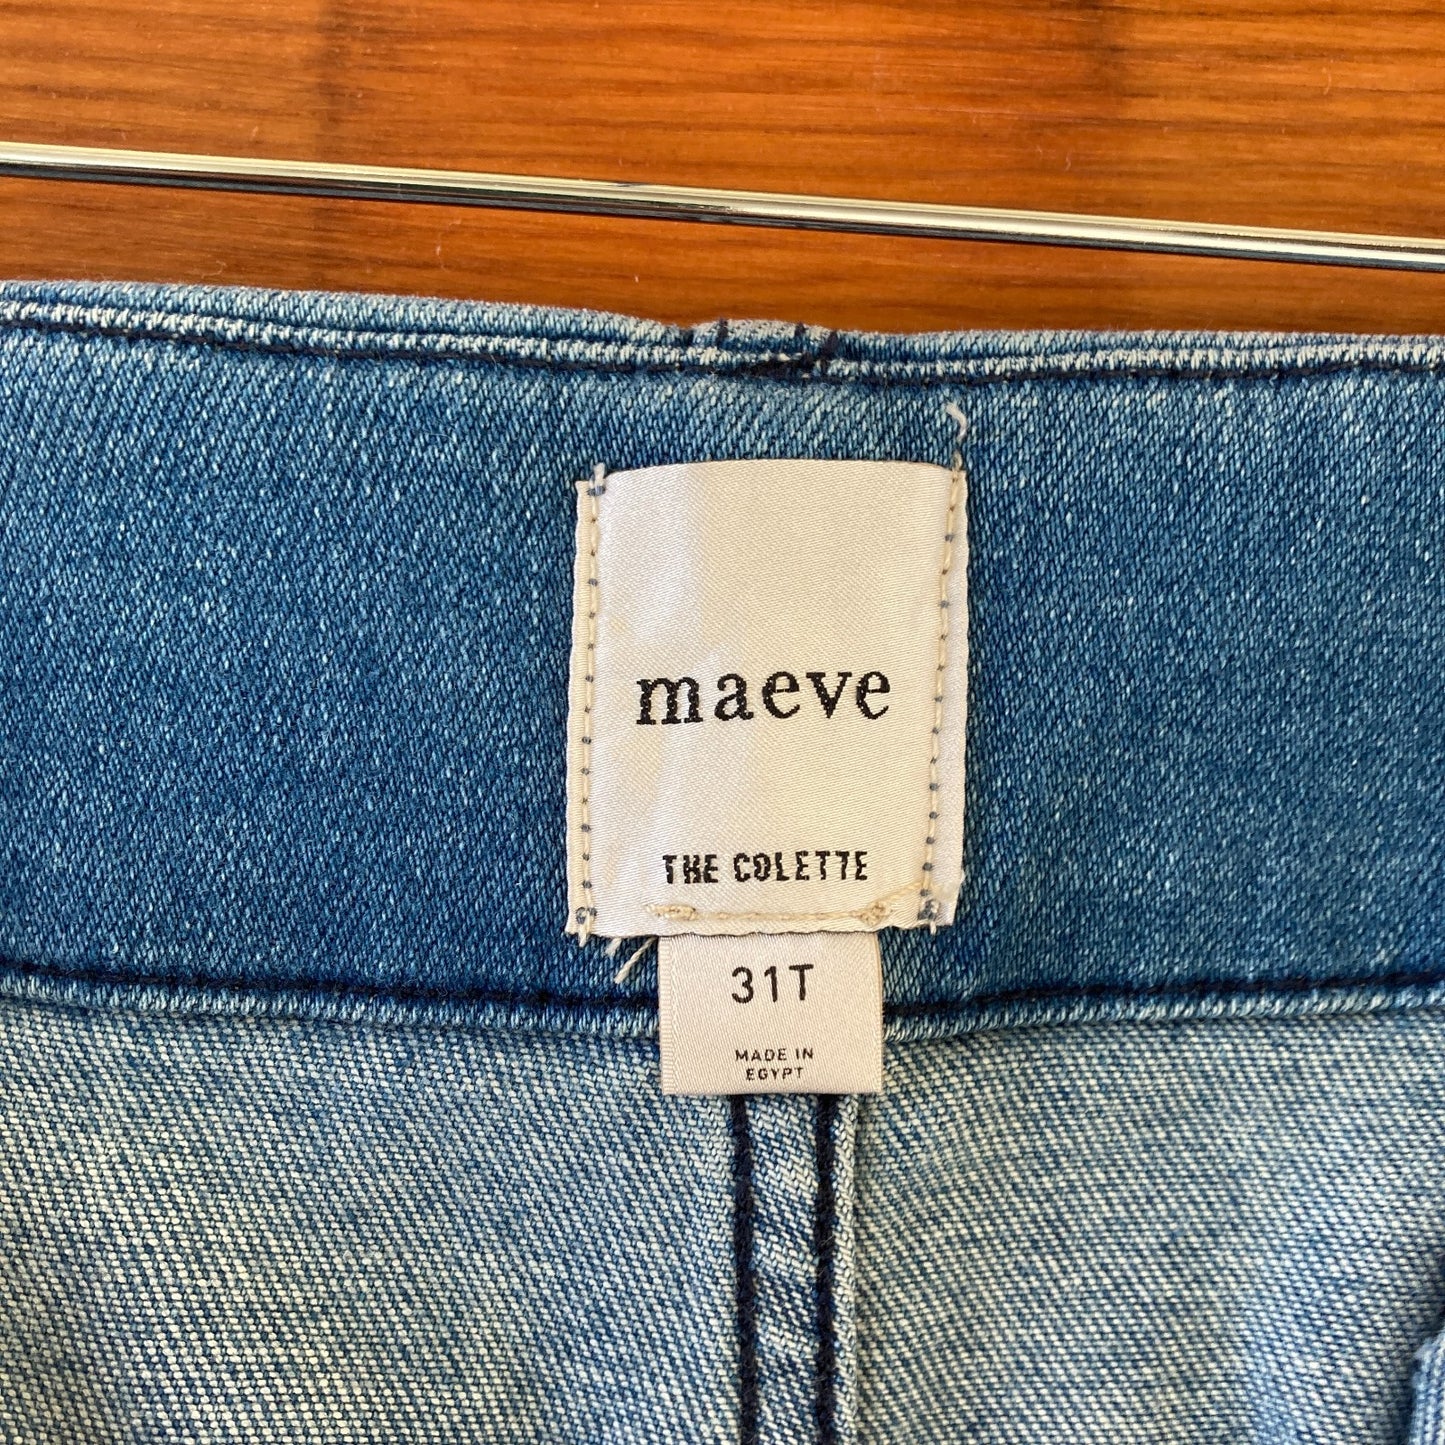 maeve
THE COLETTE
31T
MADE IN
EGYPT